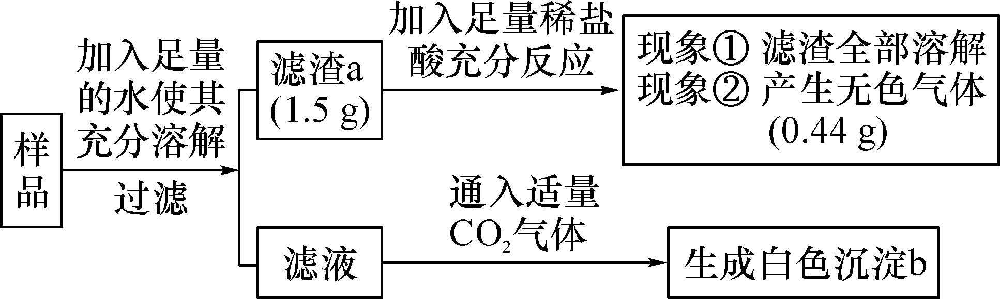 样
品
加入足量
的水使其
充分溶解
过滤
滤渣a
(1.5 g)
加入足量稀盐
酸充分反应
现象① 滤渣全部溶解
现象② 产生无色气体
(0.44 g)
滤液
通入适量
CO₂气体
生成白色沉淀b